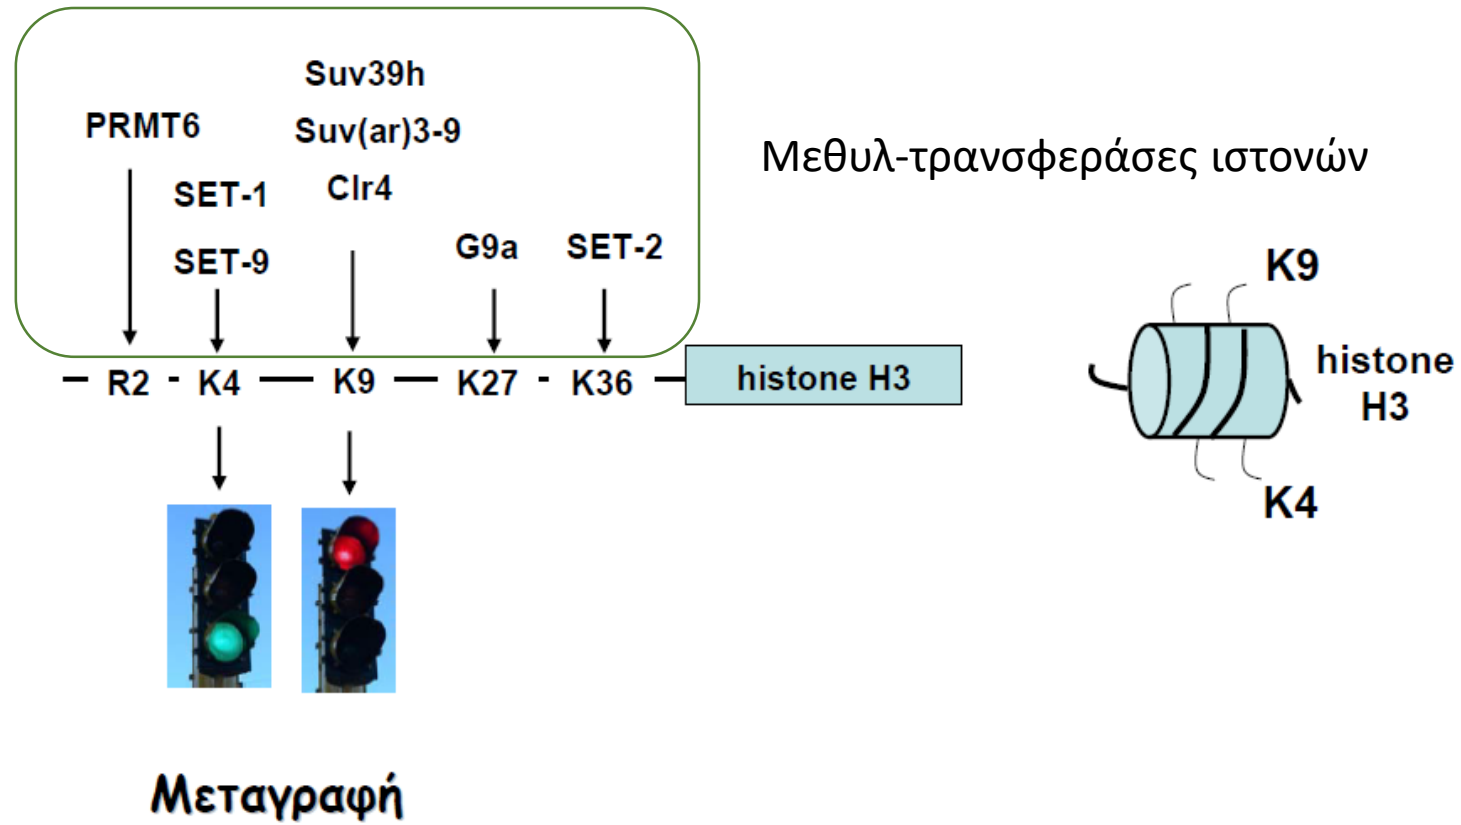 Suv39h
PRMT6
Suv(ar)3-9
SET-1
Clr4
SET-9
G9a
SET-2
Μεθυλ-τρανσφεράσες ιστονών
R2 - K4 — K9 — K27 - K36 — histone H3
K9
histone
H3
K4
Μεταγραφή